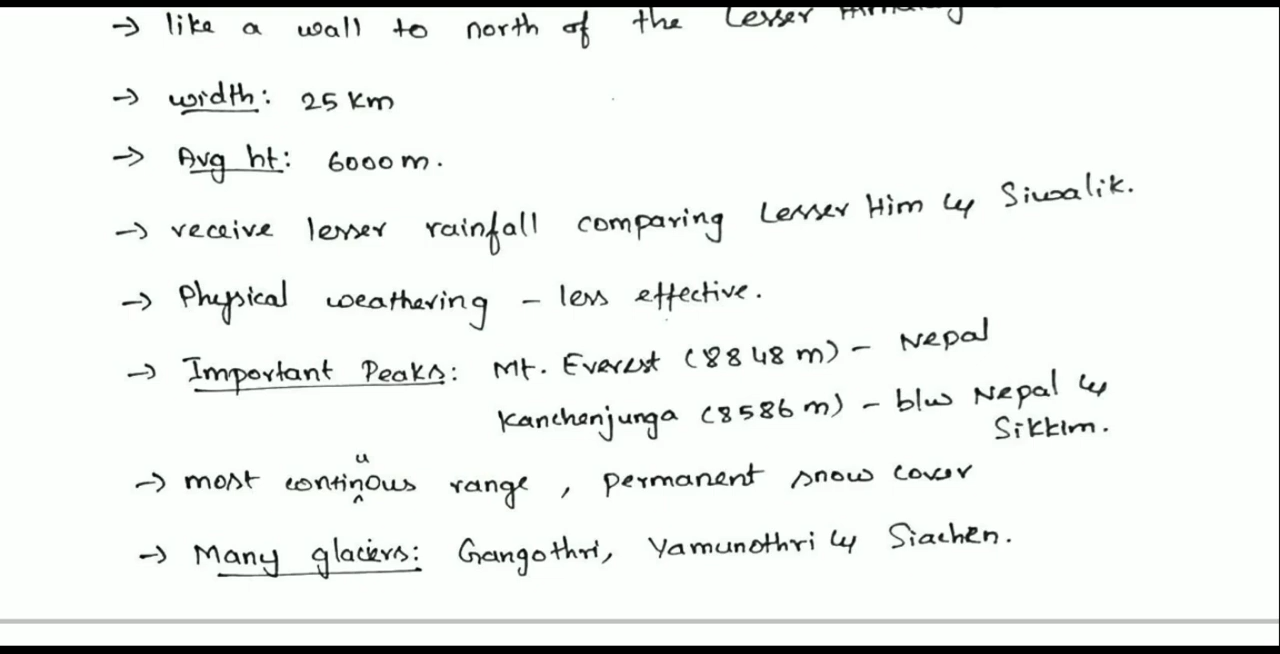 → like a wall to north of the Lesser
→ width: 25 km
→ Avg ht: 6000 m.
→ receive lesser rainfall comparing Lesser Him & Siwalik.
→ Physical weathering - less effective.
→ Important Peaks: Mt. Everest (8848 m) - Nepal
Kanchenjunga (8586 m) - b/w Nepal &
Sikkim.
→ most continuous range, permanent snow cover
→ Many glaciers: Gangothri, Yamunothri & Siachen.